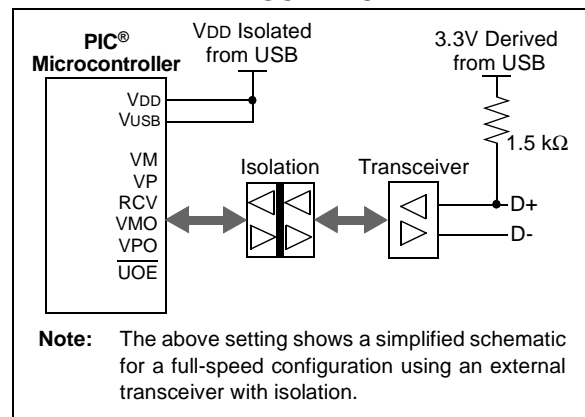 PIC®
Microcontroller
VDD Isolated
from USB
3.3V Derived
from USB
VDD
VUSB
1.5 kΩ
VM
VP
RCV
VMO
VPO
UOE
Isolation
Transceiver
D+
D-
Note: The above setting shows a simplified schematic
for a full-speed configuration using an external
transceiver with isolation.